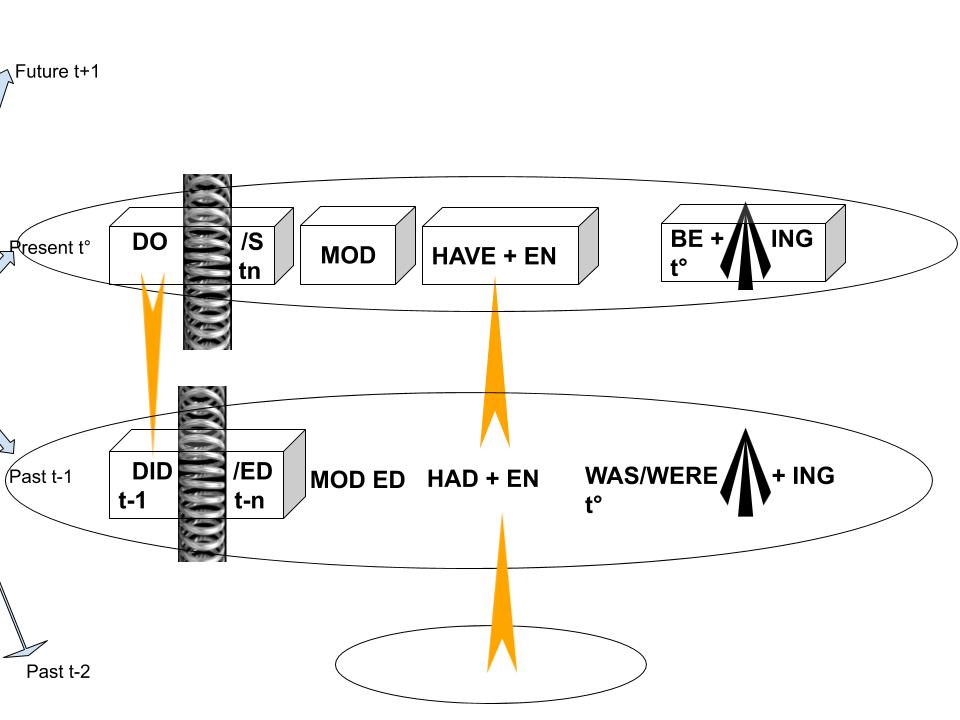 Future t+1
Present t°
DO
/S
tn
MOD
HAVE + EN
BE +
t°
ING
Past t-1
DID
t-1
/ED
t-n
MOD ED
HAD + EN
WAS/WERE
t°
+ ING
Past t-2